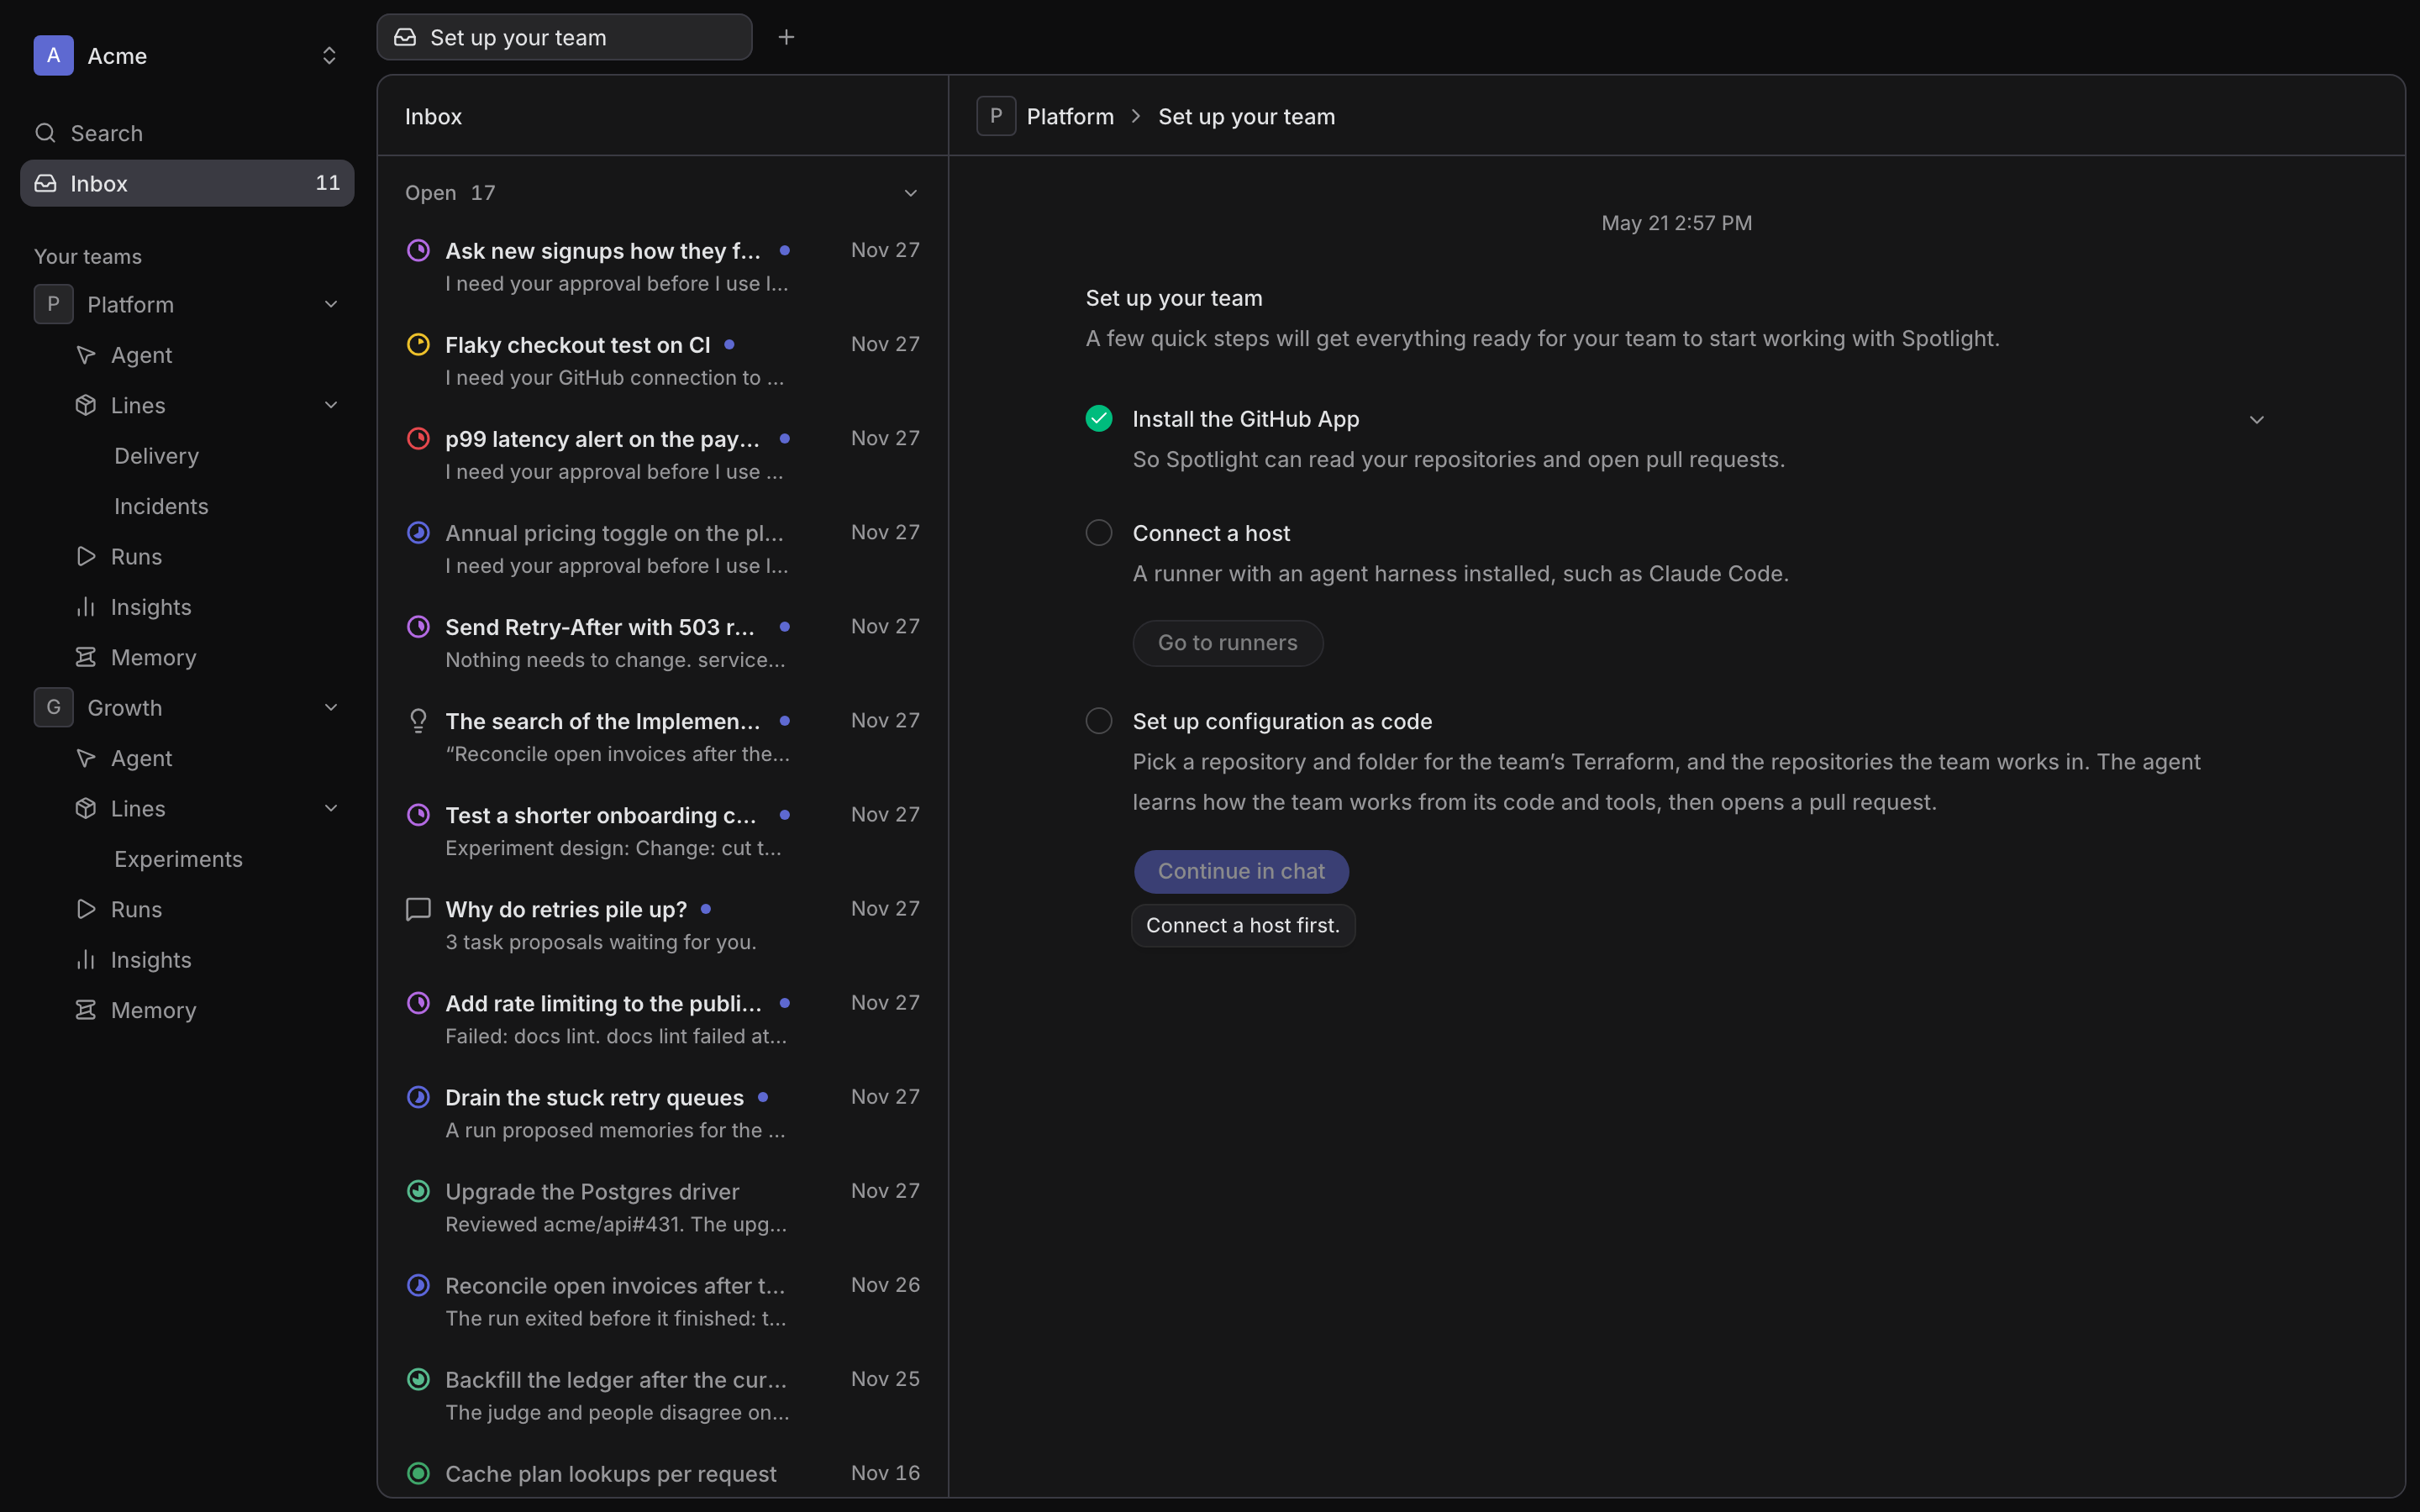 A
Acme
Search
Inbox
11
Your teams
P
Platform
Agent
Lines
Delivery
Incidents
Runs
Insights
Memory
G
Growth
Agent
Lines
Experiments
Runs
Insights
Memory
Set up your team
Inbox
Open 17
Ask new signups how they f...
Nov 27
I need your approval before I use l...
Flaky checkout test on CI
Nov 27
I need your GitHub connection to ...
p99 latency alert on the pay...
Nov 27
I need your approval before I use ...
Annual pricing toggle on the pl...
Nov 27
I need your approval before I use l...
Send Retry-After with 503 r...
Nov 27
Nothing needs to change. service...
The search of the Implemen...
Nov 27
“Reconcile open invoices after the...
Test a shorter onboarding c...
Nov 27
Experiment design: Change: cut t...
Why do retries pile up?
Nov 27
3 task proposals waiting for you.
Add rate limiting to the publi...
Nov 27
Failed: docs lint. docs lint failed at...
Drain the stuck retry queues
Nov 27
A run proposed memories for the ...
Upgrade the Postgres driver
Nov 27
Reviewed acme/api#431. The upg...
Reconcile open invoices after t...
Nov 26
The run exited before it finished: t...
Backfill the ledger after the cur...
Nov 25
The judge and people disagree on...
Cache plan lookups per request
Nov 16
P
Platform
Set up your team
May 21 2:57 PM
Set up your team
A few quick steps will get everything ready for your team to start working with Spotlight.
Install the GitHub App
So Spotlight can read your repositories and open pull requests.
Connect a host
A runner with an agent harness installed, such as Claude Code.
Go to runners
Set up configuration as code
Pick a repository and folder for the team’s Terraform, and the repositories the team works in. The agent
learns how the team works from its code and tools, then opens a pull request.
Continue in chat
Connect a host first.